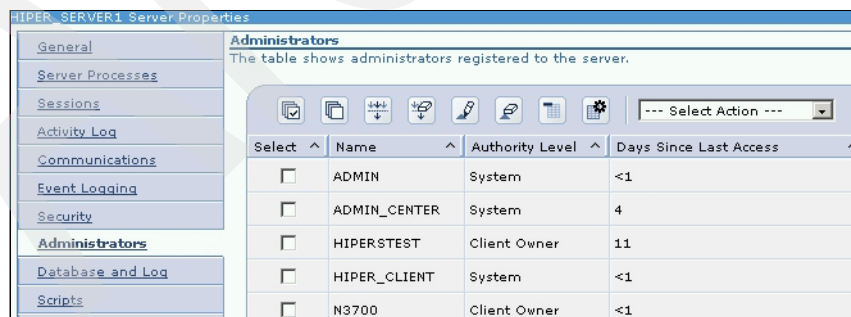 HIPER_SERVER1 Server Properties
General
Server Processes
Sessions
Activity Log
Communications
Event Logging
Security
Administrators
Database and Log
Scripts
Administrators
The table shows administrators registered to the server.
--- Select Action ---
Select ^ Name ^ Authority Level ^ Days Since Last Access ^
ADMIN System <1
ADMIN_CENTER System 4
HIPERSTEST Client Owner 11
HIPER_CLIENT System <1
N3700 Client Owner <1